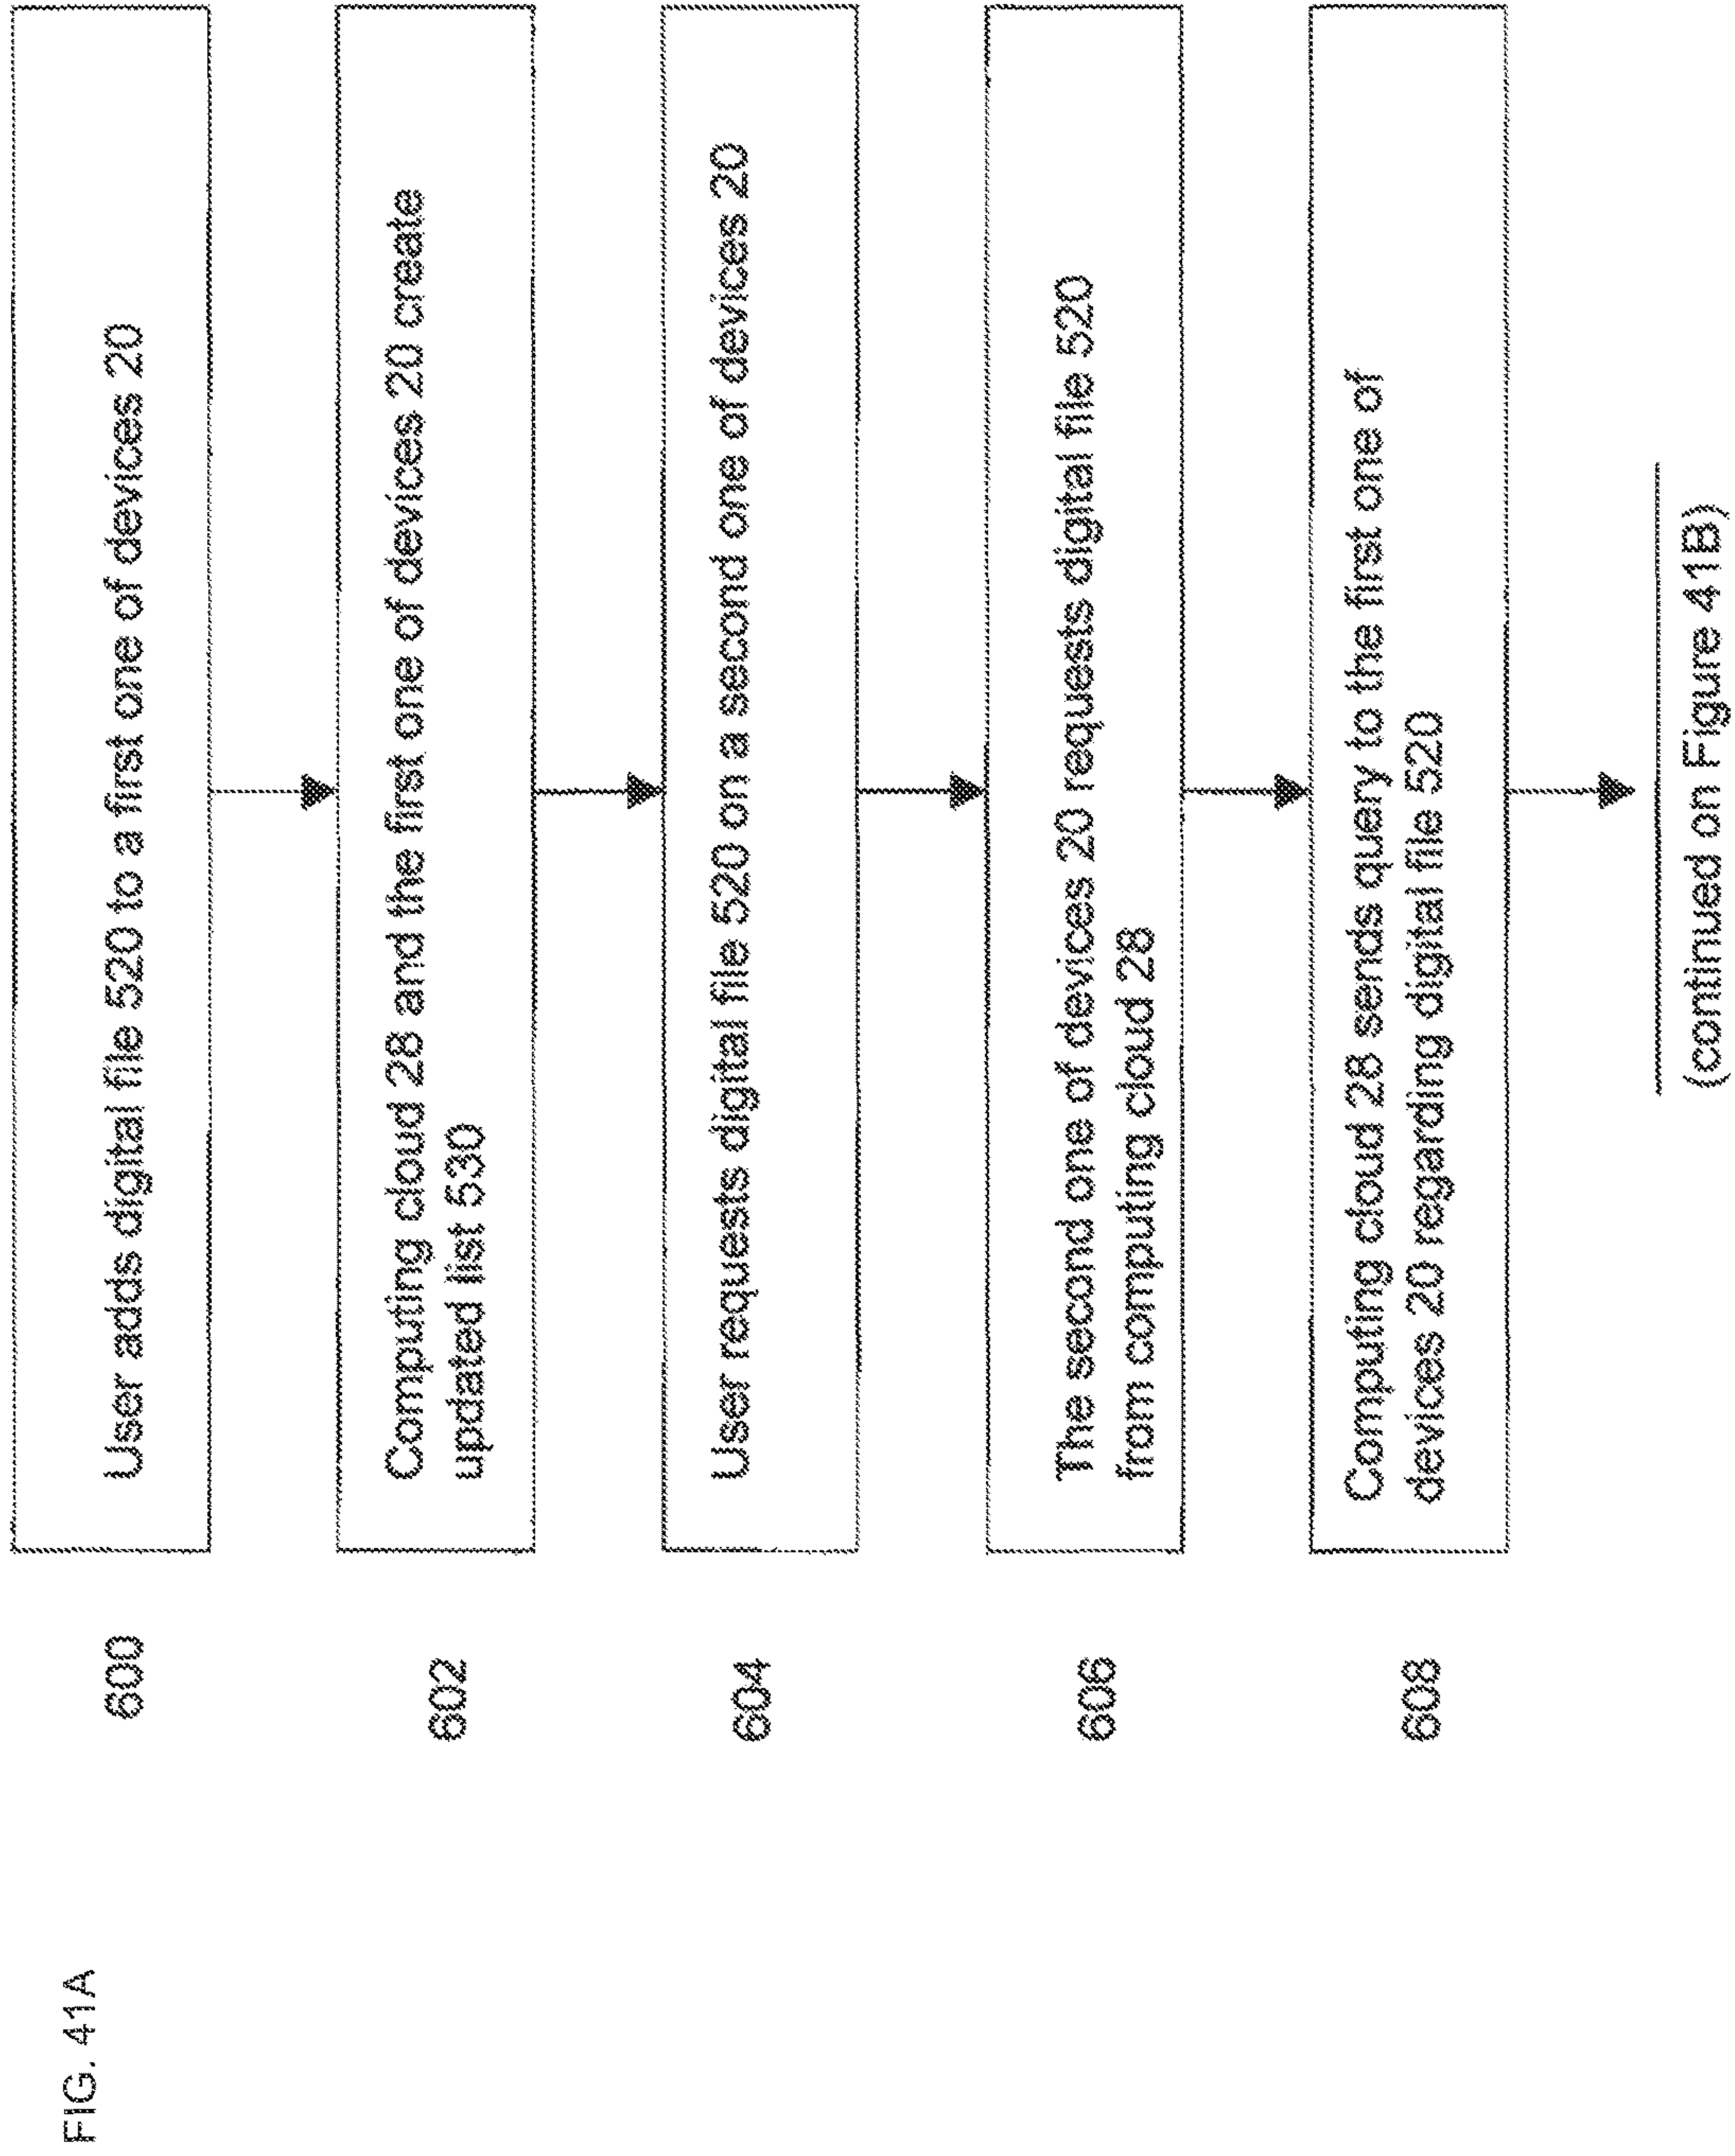 FIG. 41A
600
User adds digital file 520 to a first one of devices 20
602
Computing cloud 28 and the first one of devices 20 create
updated list 530
604
User requests digital file 520 on a second one of devices 20
606
The second one of devices 20 requests digital file 520
from computing cloud 28
608
Computing cloud 28 sends query to the first one of
devices 20 regarding digital file 520
(continued on Figure 41B)